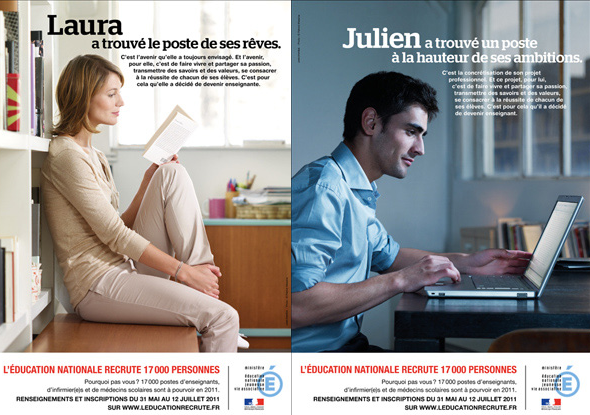 Laura
a trouvé le poste de ses rêves.
C'est l'avenir qu'elle a toujours envisagé. Et l'avenir,
pour elle, c'est de faire vivre et partager sa passion,
transmettre des savoirs et des valeurs, se consacrer
à la réussite de chacun de ses élèves. C'est pour
cela qu'elle a décidé de devenir enseignante.
L'ÉDUCATION NATIONALE RECRUTE 17 000 PERSONNES
Pourquoi pas vous ? 17 000 postes d'enseignants,
d'infirmier(e)s et de médecins scolaires sont à pourvoir en 2011.
RENSEIGNEMENTS ET INSCRIPTIONS DU 31 MAI AU 12 JUILLET 2011
SUR WWW.LEDUCATIONRECRUTE.FR
ministère
éducation
nationale
jeunesse
vie associative
Julien a trouvé un poste
à la hauteur de ses ambitions.
C'est la concrétisation de son projet
professionnel. Et ce projet, pour lui,
c'est de faire vivre et partager sa passion,
transmettre des savoirs et des valeurs,
se consacrer à la réussite de chacun de
ses élèves. C'est pour cela qu'il a décidé
de devenir enseignant.
L'ÉDUCATION NATIONALE RECRUTE 17 000 PERSONNES
Pourquoi pas vous ? 17 000 postes d'enseignants,
d'infirmier(e)s et de médecins scolaires sont à pourvoir en 2011.
RENSEIGNEMENTS ET INSCRIPTIONS DU 31 MAI AU 12 JUILLET 2011
SUR WWW.LEDUCATIONRECRUTE.FR
ministère
éducation
nationale
jeunesse
vie associative